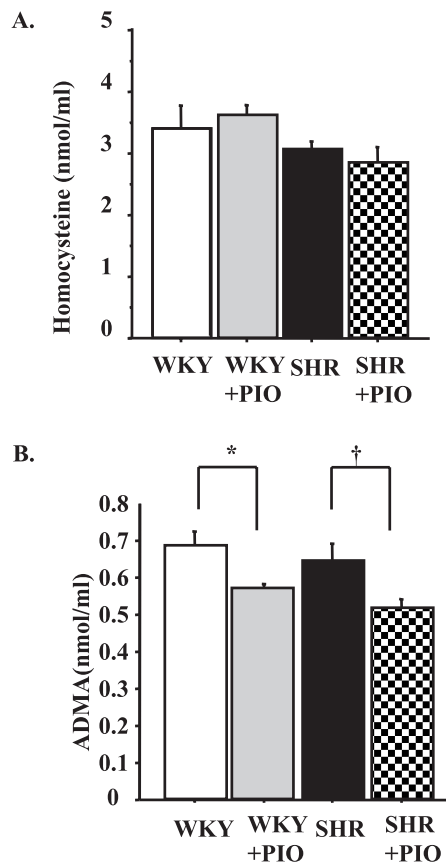 A.
Homocysteine (nmol/ml)
5
4
3
2
1
0
WKY WKY SHR SHR
+PIO +PIO
B.
* †
ADMA(nmol/ml)
0.8
0.7
0.6
0.5
0.4
0.3
0.2
0.1
0
WKY WKY SHR SHR
+PIO +PIO